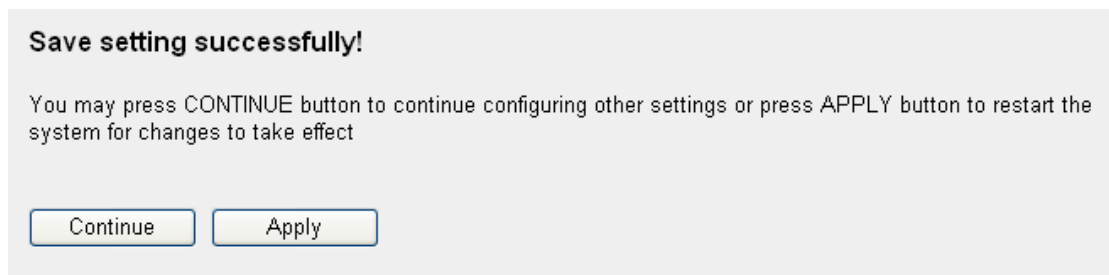 Save setting successfully!
You may press CONTINUE button to continue configuring other settings or press APPLY button to restart the
system for changes to take effect
Continue
Apply